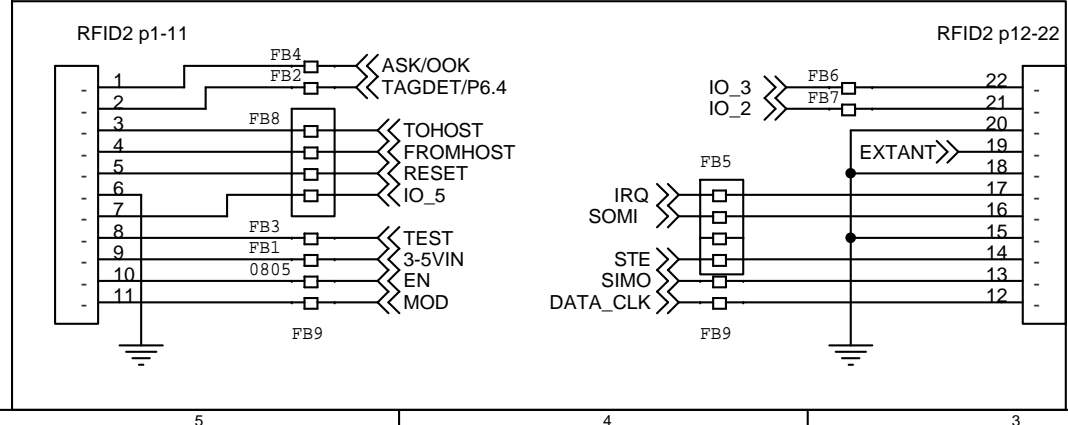 RFID2 p1-11
RFID2 p12-22
FB4
ASK/OOK
1
FB2
TAGDET/P6.4
2
FB8
3
TOHOST
4
FROMHOST
5
RESET
6
IO_5
7
FB3
8
TEST
FB1
9
3-5VIN
0805
10
EN
11
MOD
FB9
IO_3
FB6
22
IO_2
FB7
21
20
EXTANT
19
FB5
18
IRQ
17
SOMI
16
15
STE
14
SIMO
13
DATA_CLK
12
FB9
5
4
3